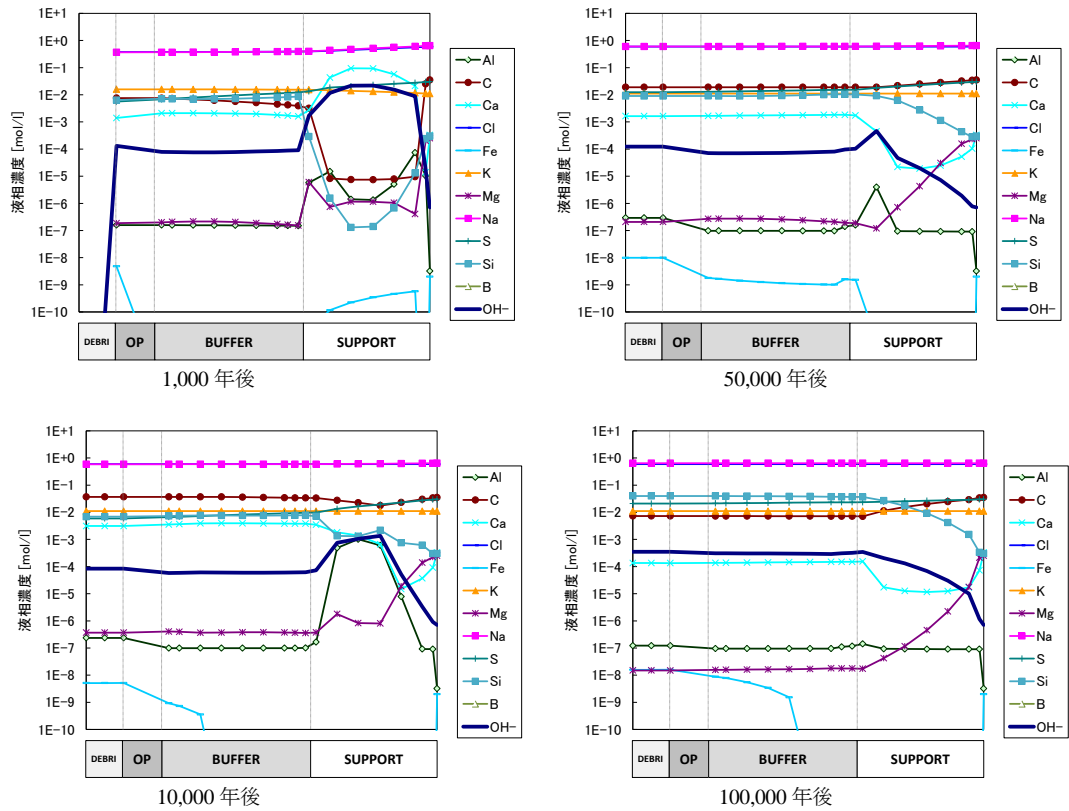 1E+1
1E+0
1E-1
1E-2
1E-3
1E-4
1E-5
1E-6
1E-7
1E-8
1E-9
1E-10
液相濃度 [mol/l]
Al
C
Ca
Cl
Fe
K
Mg
Na
S
Si
B
OH-
DEBRI OP BUFFER SUPPORT
1,000 年後
1E+1
1E+0
1E-1
1E-2
1E-3
1E-4
1E-5
1E-6
1E-7
1E-8
1E-9
1E-10
液相濃度 [mol/l]
Al
C
Ca
Cl
Fe
K
Mg
Na
S
Si
B
OH-
DEBRI OP BUFFER SUPPORT
50,000 年後
1E+1
1E+0
1E-1
1E-2
1E-3
1E-4
1E-5
1E-6
1E-7
1E-8
1E-9
1E-10
液相濃度 [mol/l]
Al
C
Ca
Cl
Fe
K
Mg
Na
S
Si
B
OH-
DEBRI OP BUFFER SUPPORT
10,000 年後
1E+1
1E+0
1E-1
1E-2
1E-3
1E-4
1E-5
1E-6
1E-7
1E-8
1E-9
1E-10
液相濃度 [mol/l]
Al
C
Ca
Cl
Fe
K
Mg
Na
S
Si
B
OH-
DEBRI OP BUFFER SUPPORT
100,000 年後